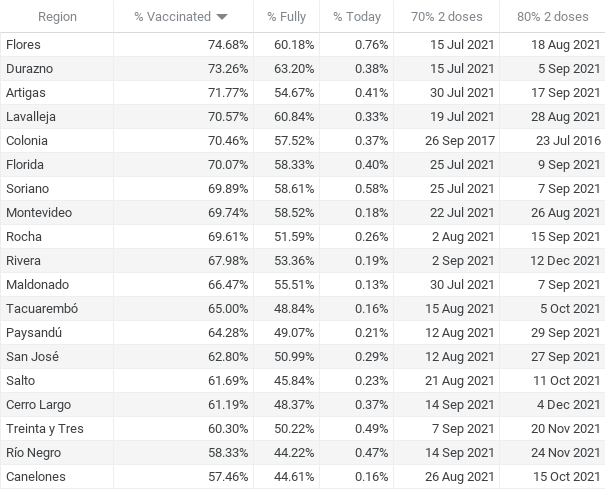 Region % Vaccinated % Fully % Today 70% 2 doses 80% 2 doses
Flores 74.68% 60.18% 0.76% 15 Jul 2021 18 Aug 2021
Durazno 73.26% 63.20% 0.38% 15 Jul 2021 5 Sep 2021
Artigas 71.77% 54.67% 0.41% 30 Jul 2021 17 Sep 2021
Lavalleja 70.57% 60.84% 0.33% 19 Jul 2021 28 Aug 2021
Colonia 70.46% 57.52% 0.37% 26 Sep 2017 23 Jul 2016
Florida 70.07% 58.33% 0.40% 25 Jul 2021 9 Sep 2021
Soriano 69.89% 58.61% 0.58% 25 Jul 2021 7 Sep 2021
Montevideo 69.74% 58.52% 0.18% 22 Jul 2021 26 Aug 2021
Rocha 69.61% 51.59% 0.26% 2 Aug 2021 15 Sep 2021
Rivera 67.98% 53.36% 0.19% 2 Sep 2021 12 Dec 2021
Maldonado 66.47% 55.51% 0.13% 30 Jul 2021 7 Sep 2021
Tacuarembó 65.00% 48.84% 0.16% 15 Aug 2021 5 Oct 2021
Paysandú 64.28% 49.07% 0.21% 12 Aug 2021 29 Sep 2021
San José 62.80% 50.99% 0.29% 12 Aug 2021 27 Sep 2021
Salto 61.69% 45.84% 0.23% 21 Aug 2021 11 Oct 2021
Cerro Largo 61.19% 48.37% 0.37% 14 Sep 2021 4 Dec 2021
Treinta y Tres 60.30% 50.22% 0.49% 7 Sep 2021 20 Nov 2021
Río Negro 58.33% 44.22% 0.47% 14 Sep 2021 24 Nov 2021
Canelones 57.46% 44.61% 0.16% 26 Aug 2021 15 Oct 2021